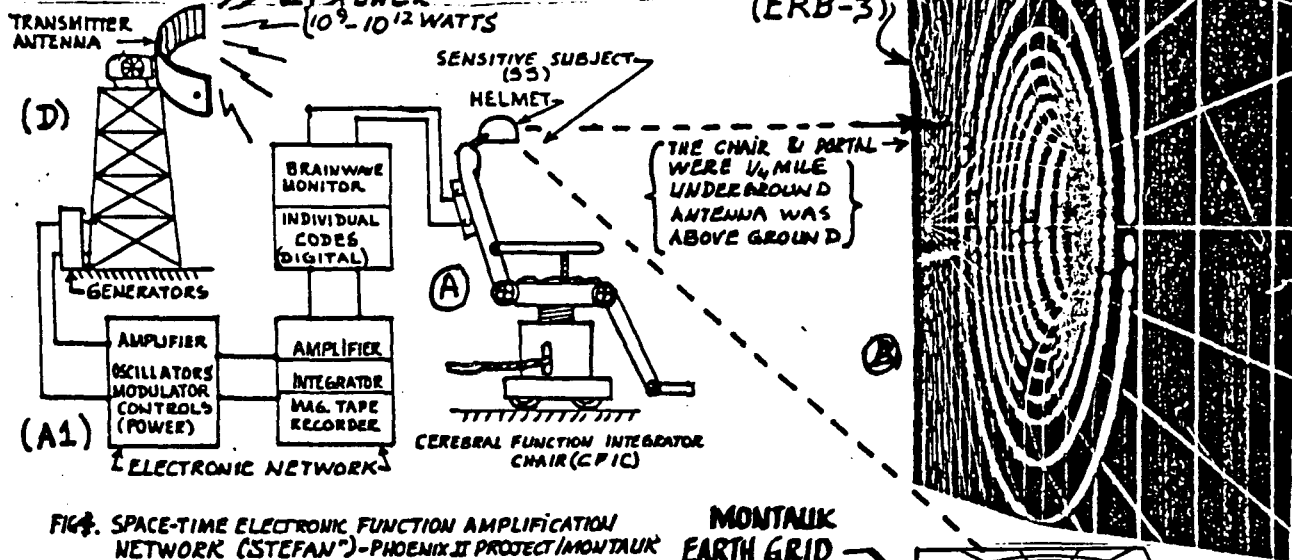 TRANSMITTER
ANTENNA
(10⁹-10¹² WATTS
(ERB-3)
SENSITIVE SUBJECT
(SS)
HELMET
(D)
BRAINWAVE
MONITOR
INDIVIDUAL
CODES
(DIGITAL)
THE CHAIR & PORTAL
WERE 1/4 MILE
UNDERGROUND
ANTENNA WAS
ABOVE GROUND
GENERATORS
(A)
AMPLIFIER
OSCILLATORS
MODULATOR
CONTROLS
(POWER)
AMPLIFIER
INTEGRATOR
MAG. TAPE
RECORDER
(B)
(A1)
ELECTRONIC NETWORK
CEREBRAL FUNCTION INTEGRATOR
CHAIR (CFIC)
SPACE-TIME ELECTRONIC FUNCTION AMPLIFICATION
NETWORK ("STEFAN")-PHOENIX II PROJECT/MONTAUK
MONTAUK
EARTH GRID